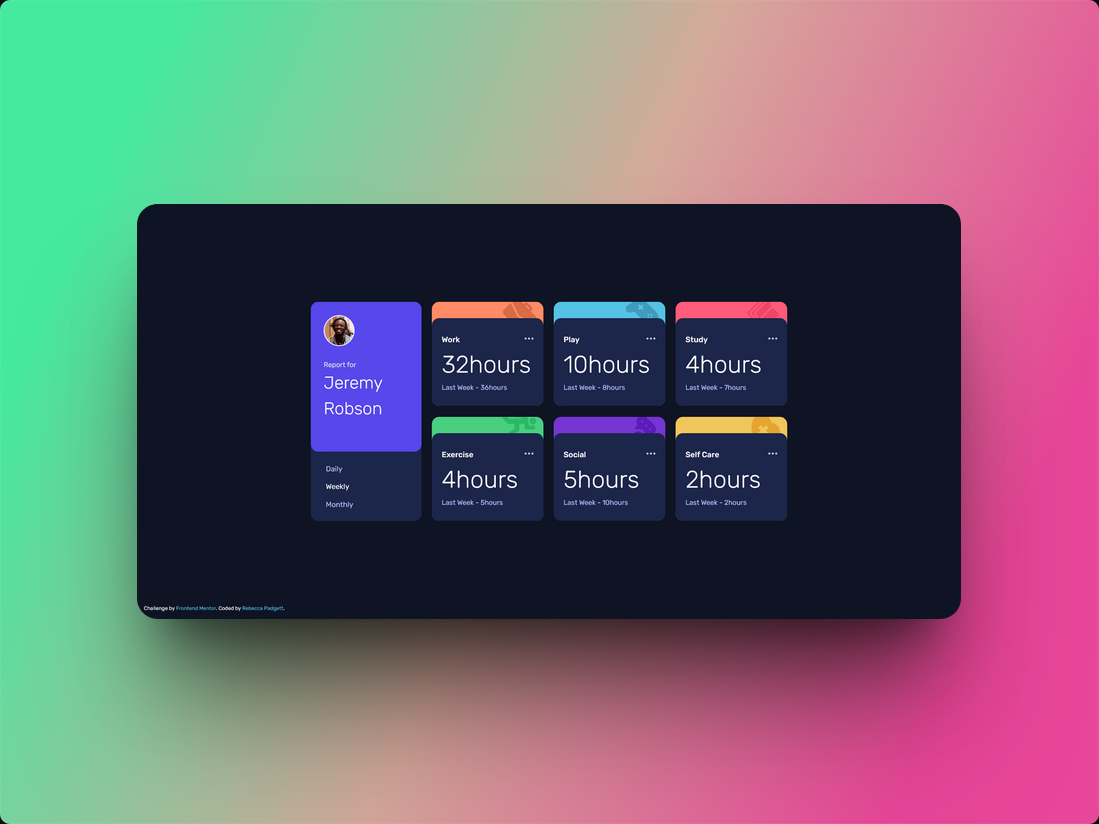 Report for
Jeremy
Robson
Daily
Weekly
Monthly
Work
32hours
Last Week - 36hours
Play
10hours
Last Week - 8hours
Study
4hours
Last Week - 7hours
Exercise
4hours
Last Week - 5hours
Social
5hours
Last Week - 10hours
Self Care
2hours
Last Week - 2hours
Challenge by Frontend Mentor. Coded by Rebecca Padgett.